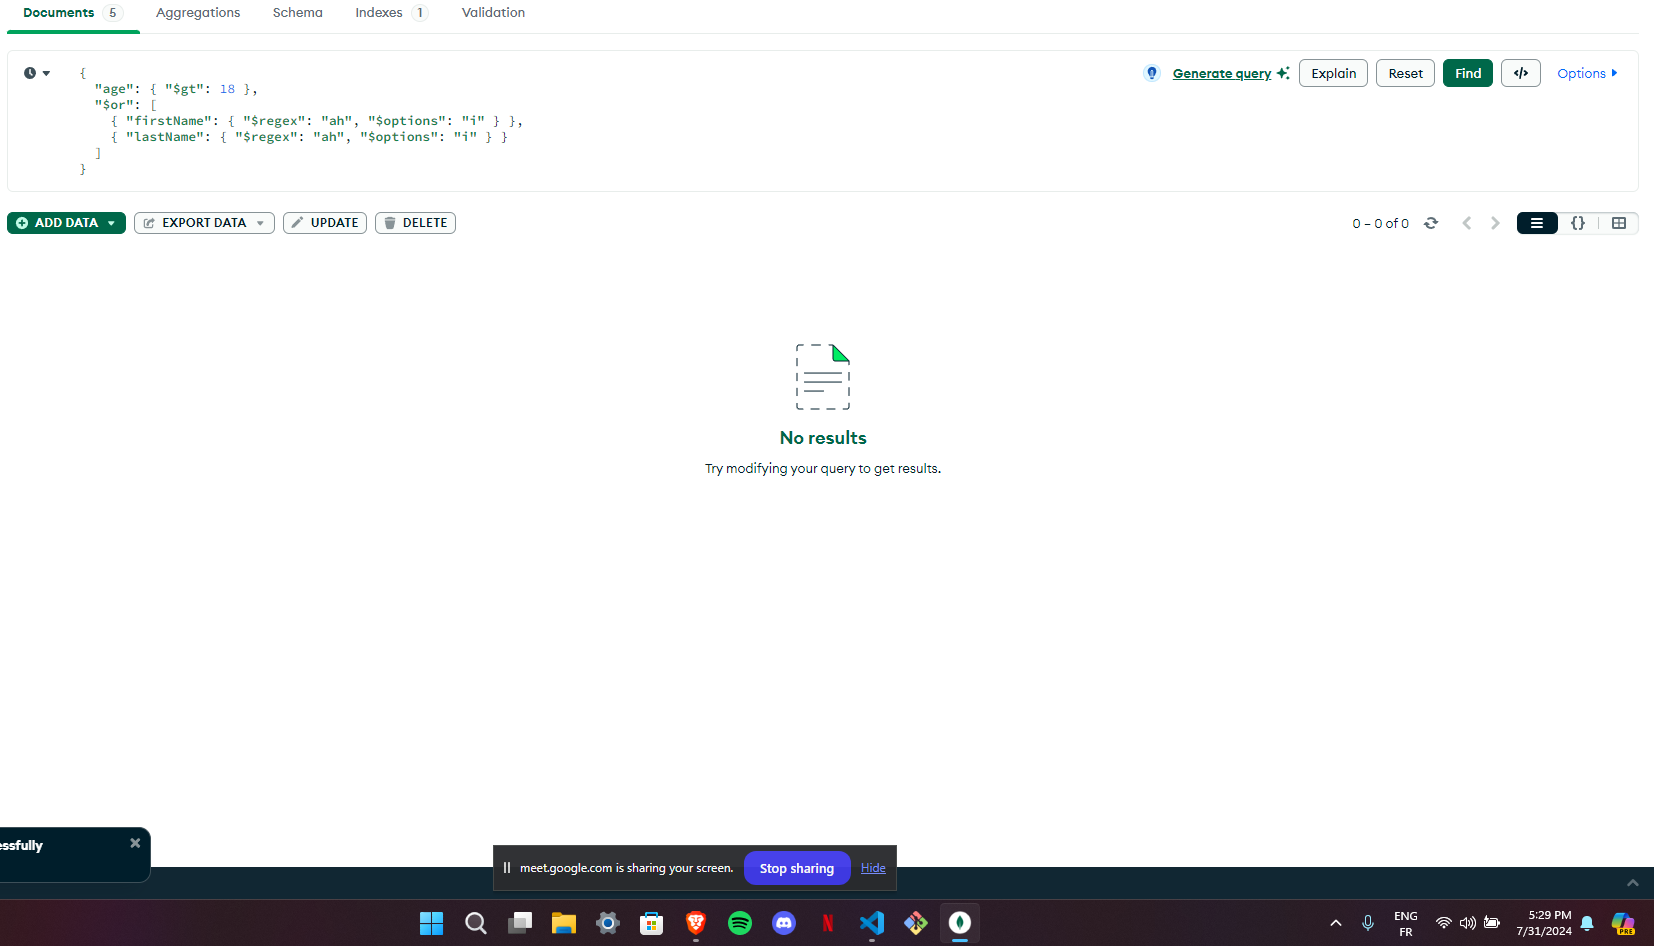 Documents 5 Aggregations Schema Indexes 1 Validation
{
"age": { "$gt": 18 },
"$or": [
{ "firstName": { "$regex": "ah", "$options": "i" } },
{ "lastName": { "$regex": "ah", "$options": "i" } }
]
}
Generate query Explain Reset Find </> Options
ADD DATA EXPORT DATA UPDATE DELETE 0 – 0 of 0 {}
No results
Try modifying your query to get results.
essfully
meet.google.com is sharing your screen. Stop sharing Hide
ENG
FR
5:29 PM
7/31/2024
PRE